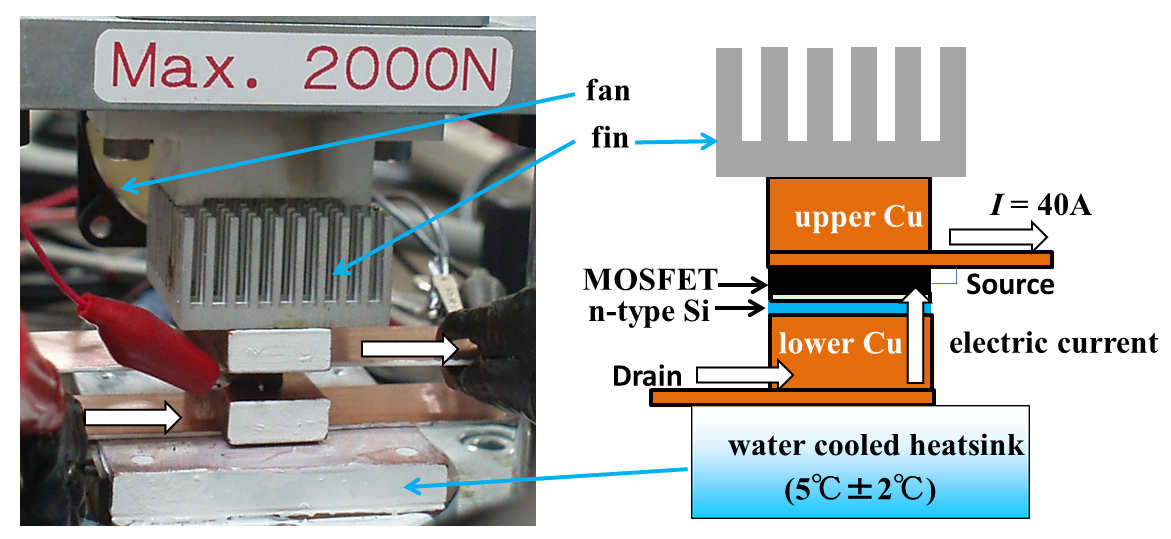 Max. 2000N
fan
fin
upper Cu
I = 40A
MOSFET
Source
n-type Si
lower Cu
electric current
Drain
water cooled heatsink
(5℃±2℃)